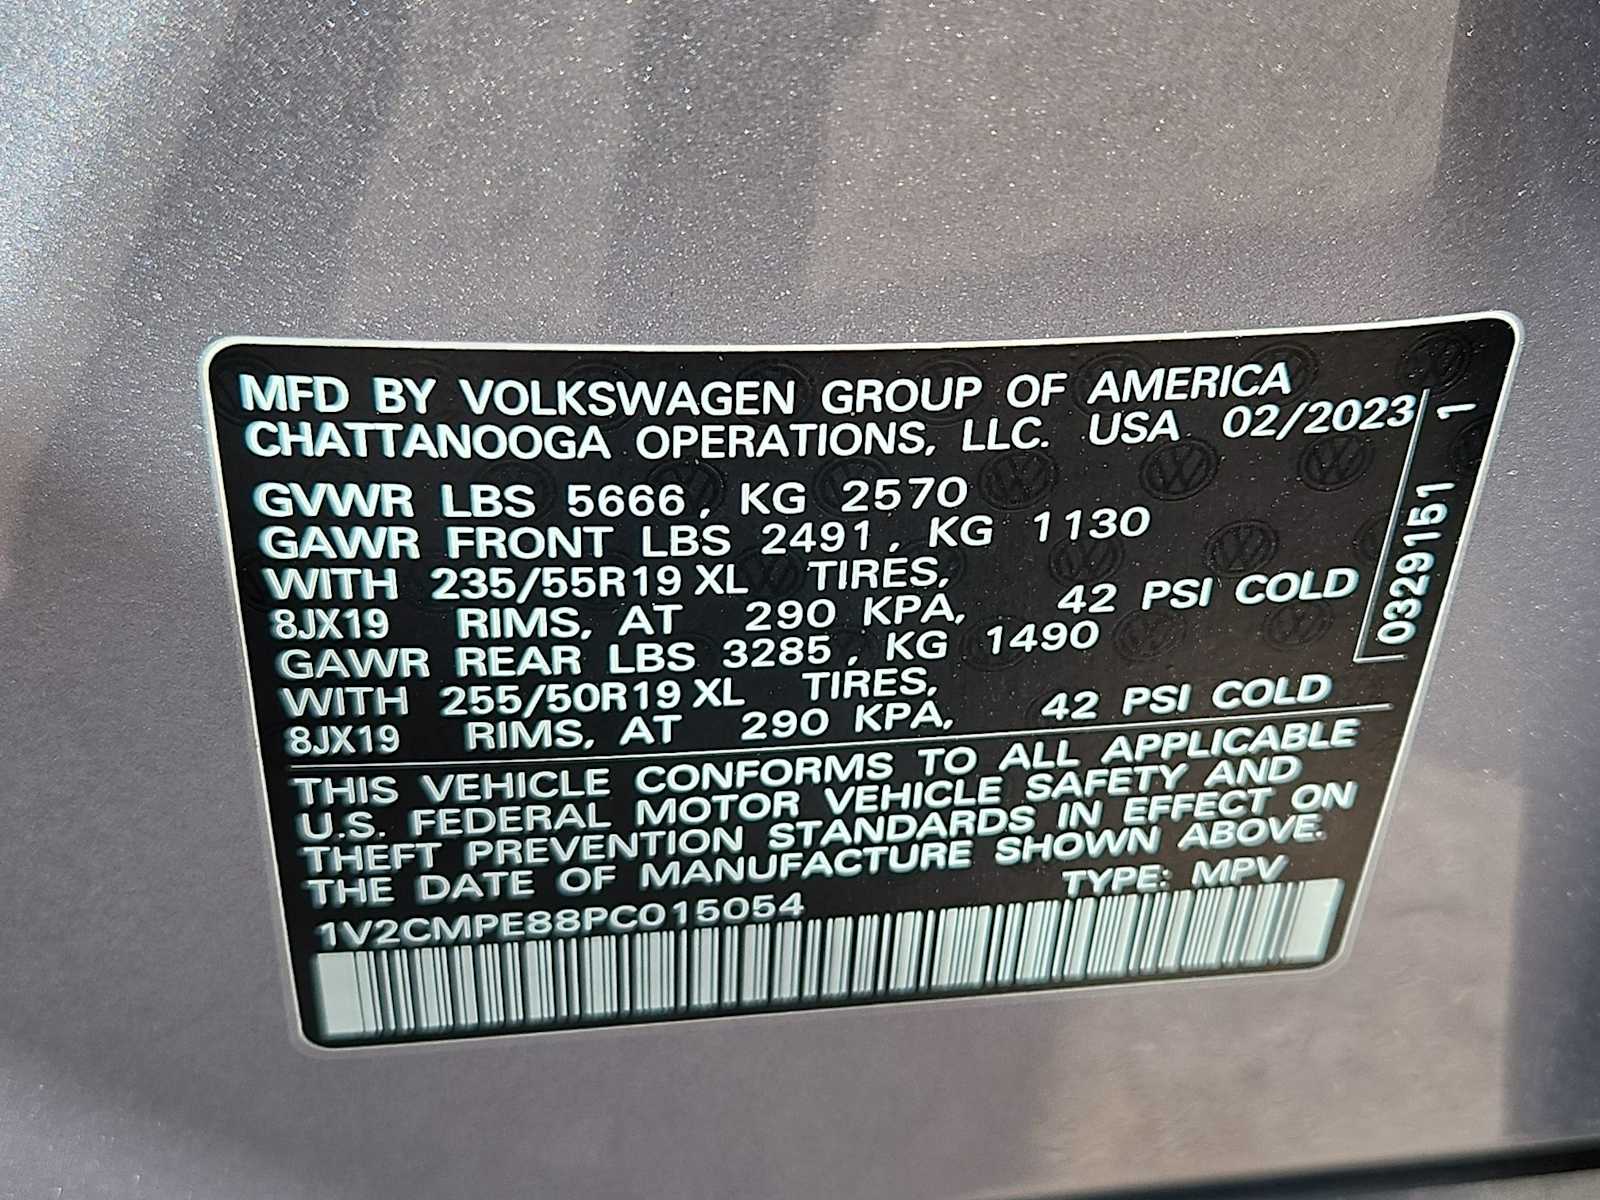 MFD BY VOLKSWAGEN GROUP OF AMERICA
CHATTANOOGA OPERATIONS, LLC. USA 02/2023
GVWR LBS 5666, KG 2570
GAWR FRONT LBS 2491, KG 1130
WITH 235/55R19 XL TIRES,
8JX19 RIMS, AT 290 KPA, 42 PSI COLD
GAWR REAR LBS 3285, KG 1490
WITH 255/50R19 XL TIRES,
8JX19 RIMS, AT 290 KPA, 42 PSI COLD
0329151 1
THIS VEHICLE CONFORMS TO ALL APPLICABLE
U.S. FEDERAL MOTOR VEHICLE SAFETY AND
THEFT PREVENTION STANDARDS IN EFFECT ON
THE DATE OF MANUFACTURE SHOWN ABOVE.
1V2CMPE88PC015054 TYPE: MPV